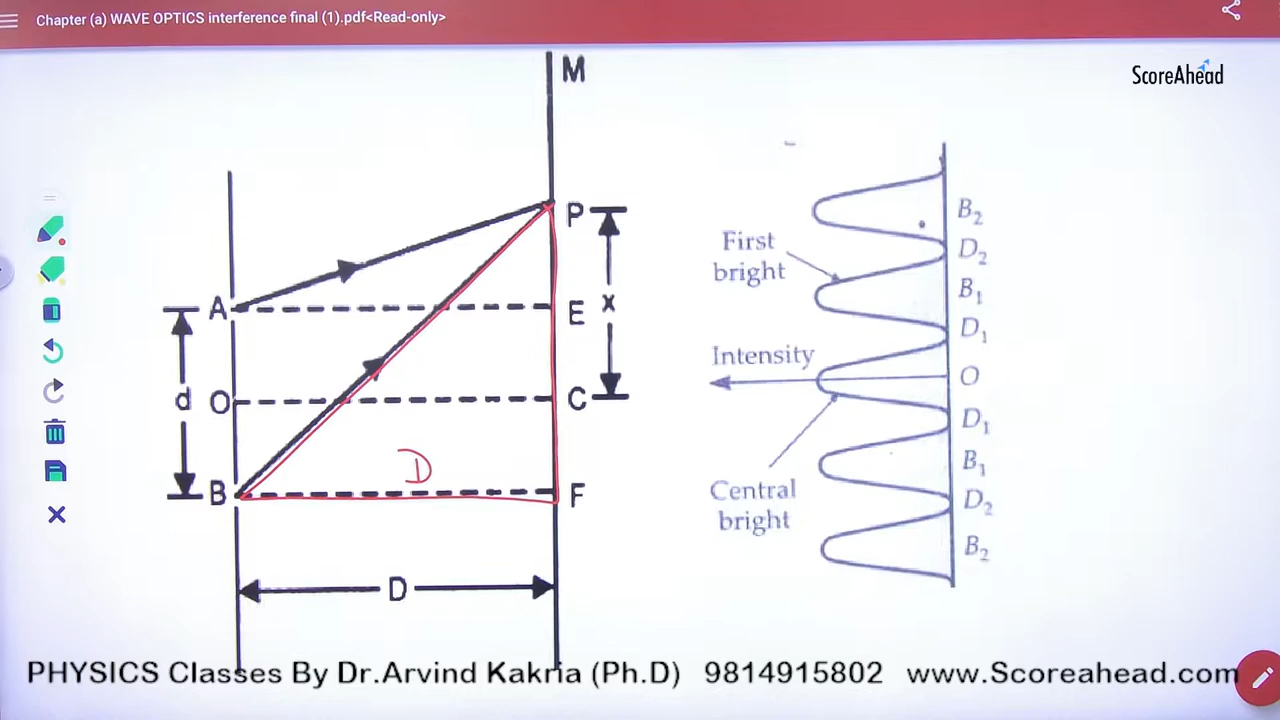 Chapter (a) WAVE OPTICS interference final (1).pdf<Read-only>
ScoreAhead
M
P
A
E
x
d
O
C
B
D
F
D
B₂
D₂
First
bright
B₁
D₁
Intensity
O
D₁
B₁
Central
bright
D₂
B₂
PHYSICS Classes By Dr.Arvind Kakria (Ph.D) 9814915802 www.Scoreahead.com